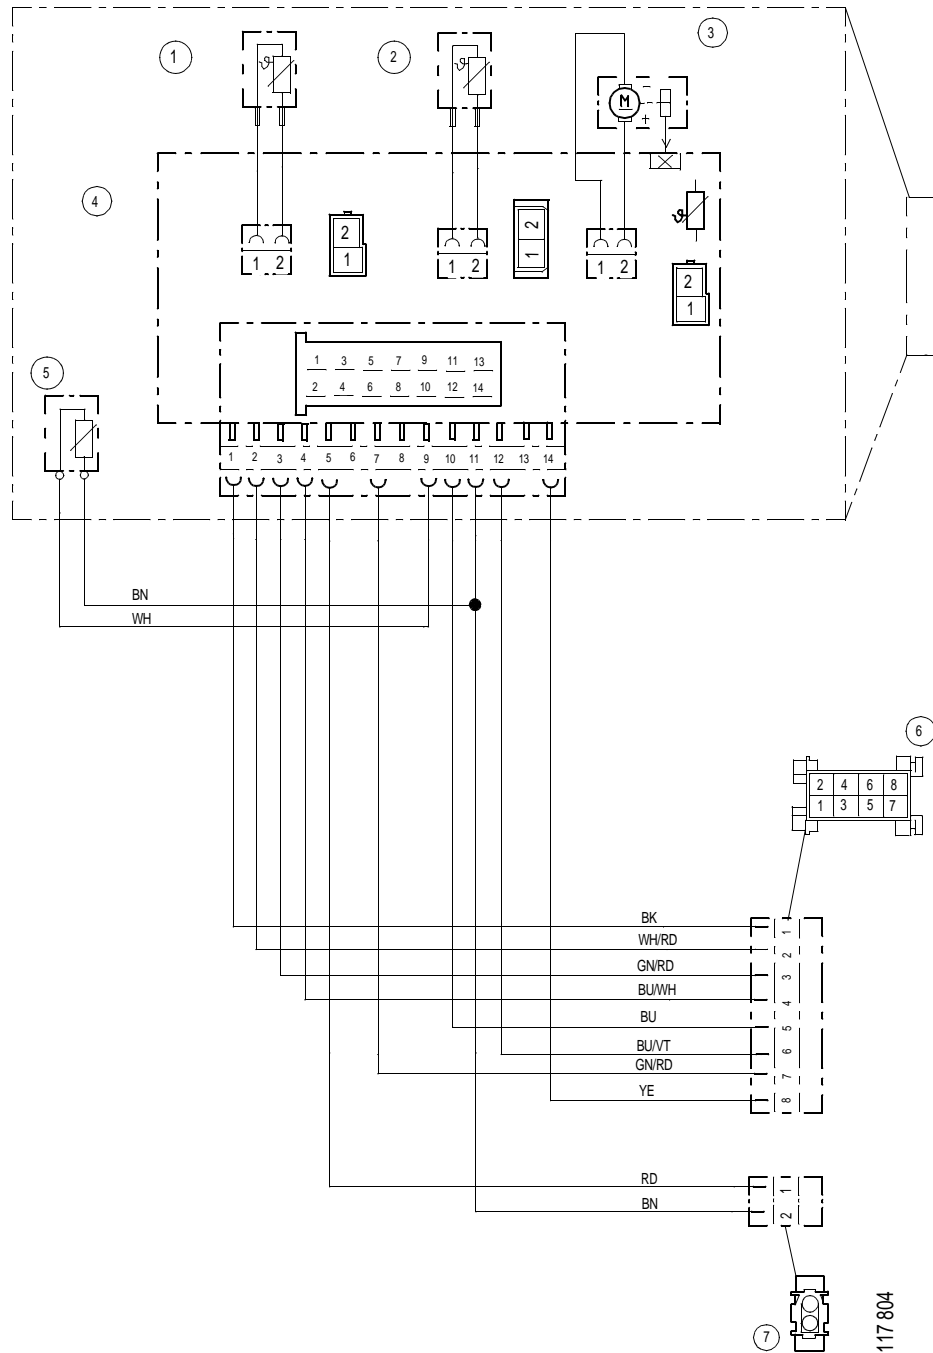 1
2
3
ϑ
ϑ
M
-
+
4
ϑ
2
1
2
1
1 2
1 2
1 2
2
1
5
1 3 5 7 9 11 13
2 4 6 8 10 12 14
1 2 3 4 5 6 7 8 9 10 11 12 13 14
BN
WH
6
2 4 6 8
1 3 5 7
BK 1
WH/RD 2
GN/RD 3
BU/WH 4
BU 5
BU/VT 6
GN/RD 7
YE 8
RD 1
BN 2
7
117 804